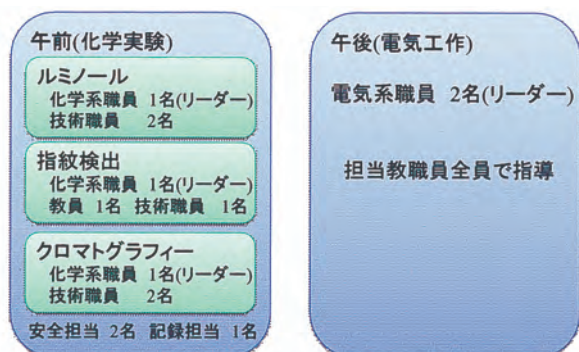 午前(化学実験)
ルミノール
化学系職員 1名(リーダー)
技術職員 2名
指紋検出
化学系職員 1名(リーダー)
教員 1名 技術職員 1名
クロマトグラフィー
化学系職員 1名(リーダー)
技術職員 2名
安全担当 2名 記録担当 1名
午後(電気工作)
電気系職員 2名(リーダー)
担当教職員全員で指導